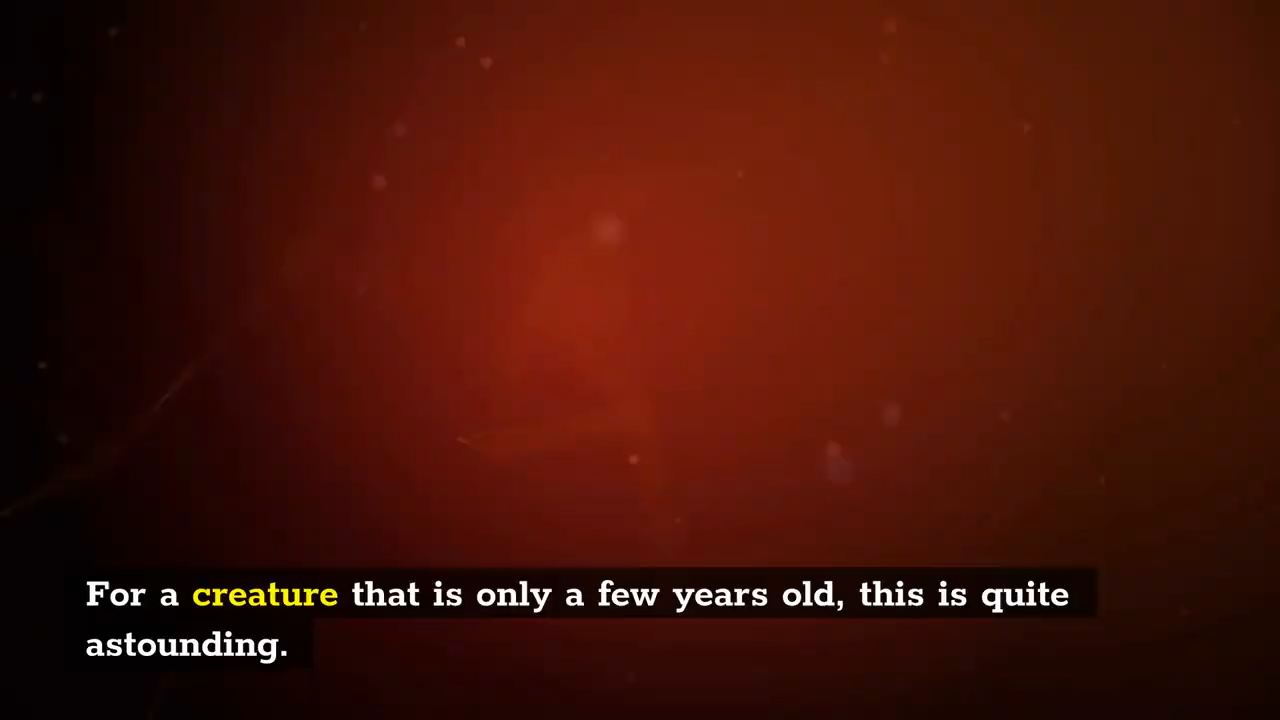 For a creature that is only a few years old, this is quite
astounding.